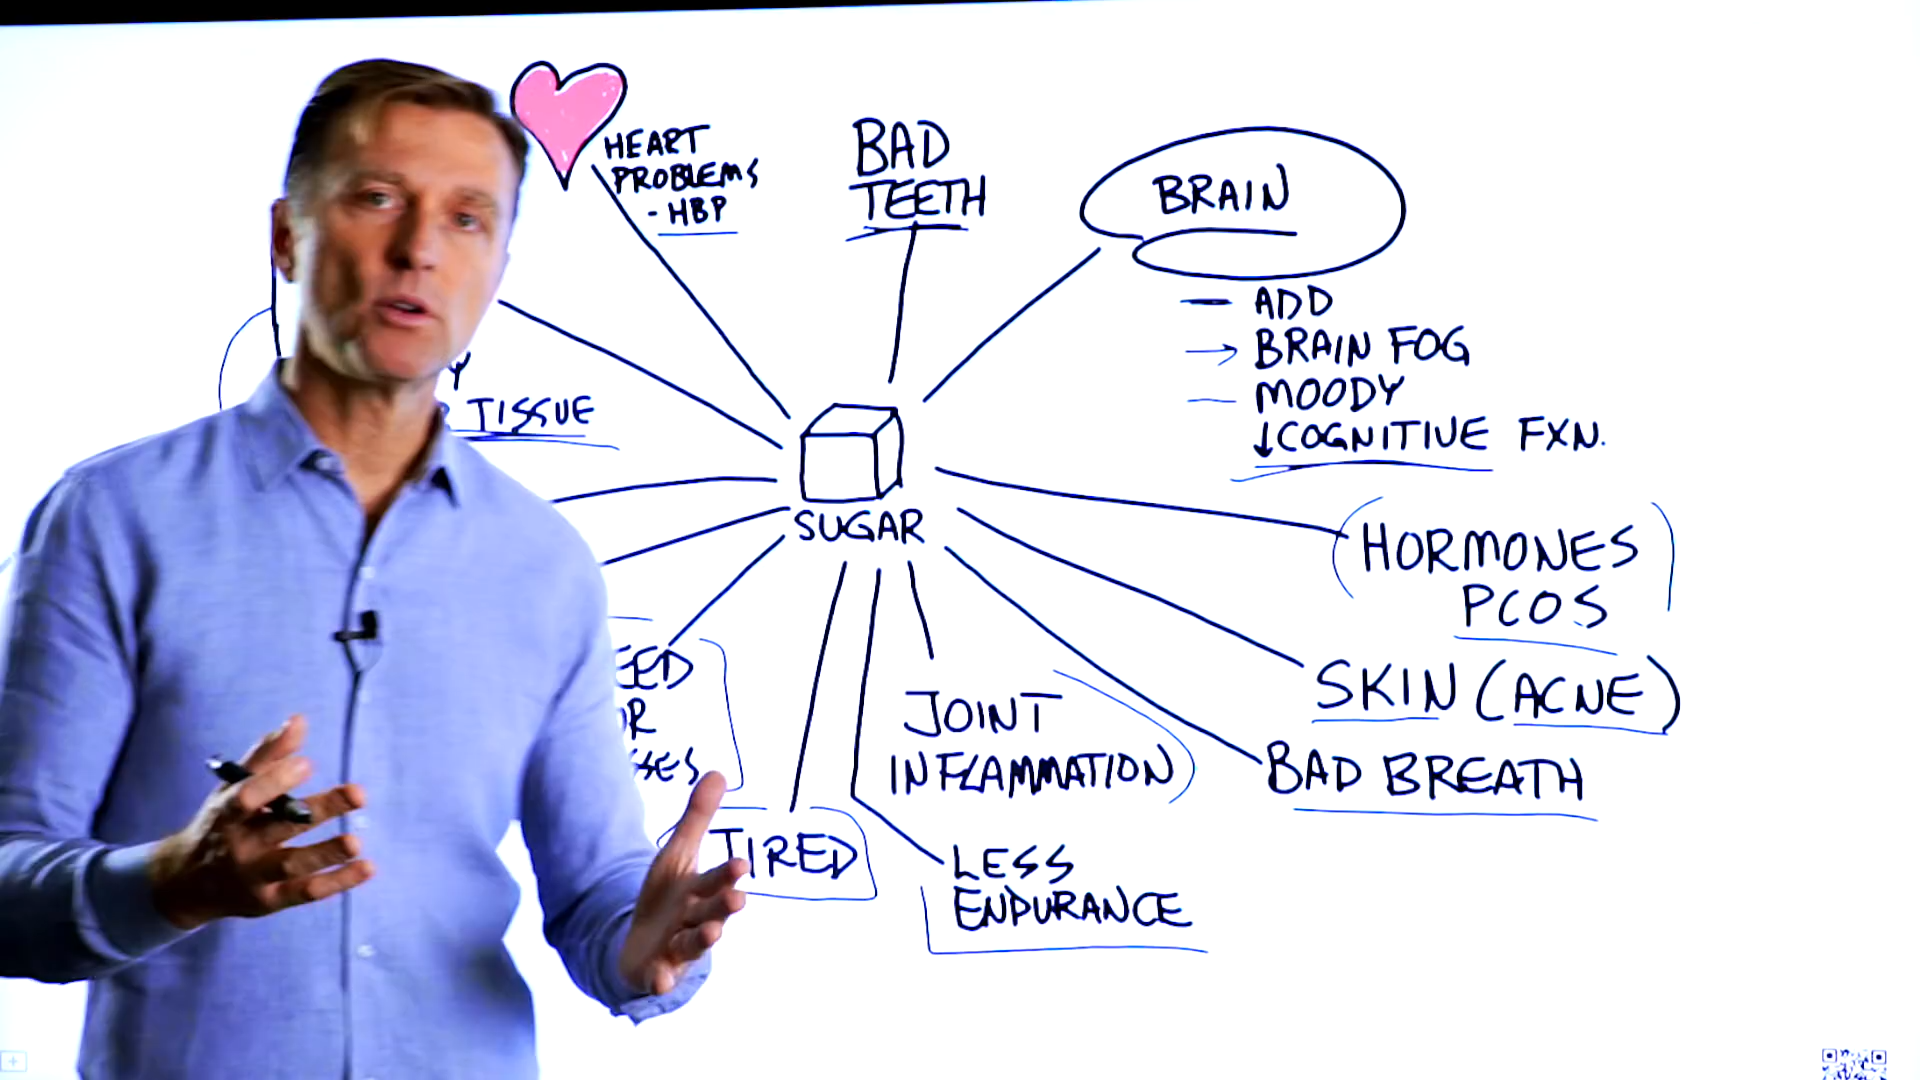 HEART
PROBLEMS
- HBP
BAD
TEETH
BRAIN
— ADD
→ BRAIN FOG
— MOODY
↓COGNITIVE FXN.
TISSUE
SUGAR
HORMONES
PCOS
SKIN (ACNE)
BAD BREATH
JOINT
INFLAMMATION
TIRED
LESS
ENDURANCE